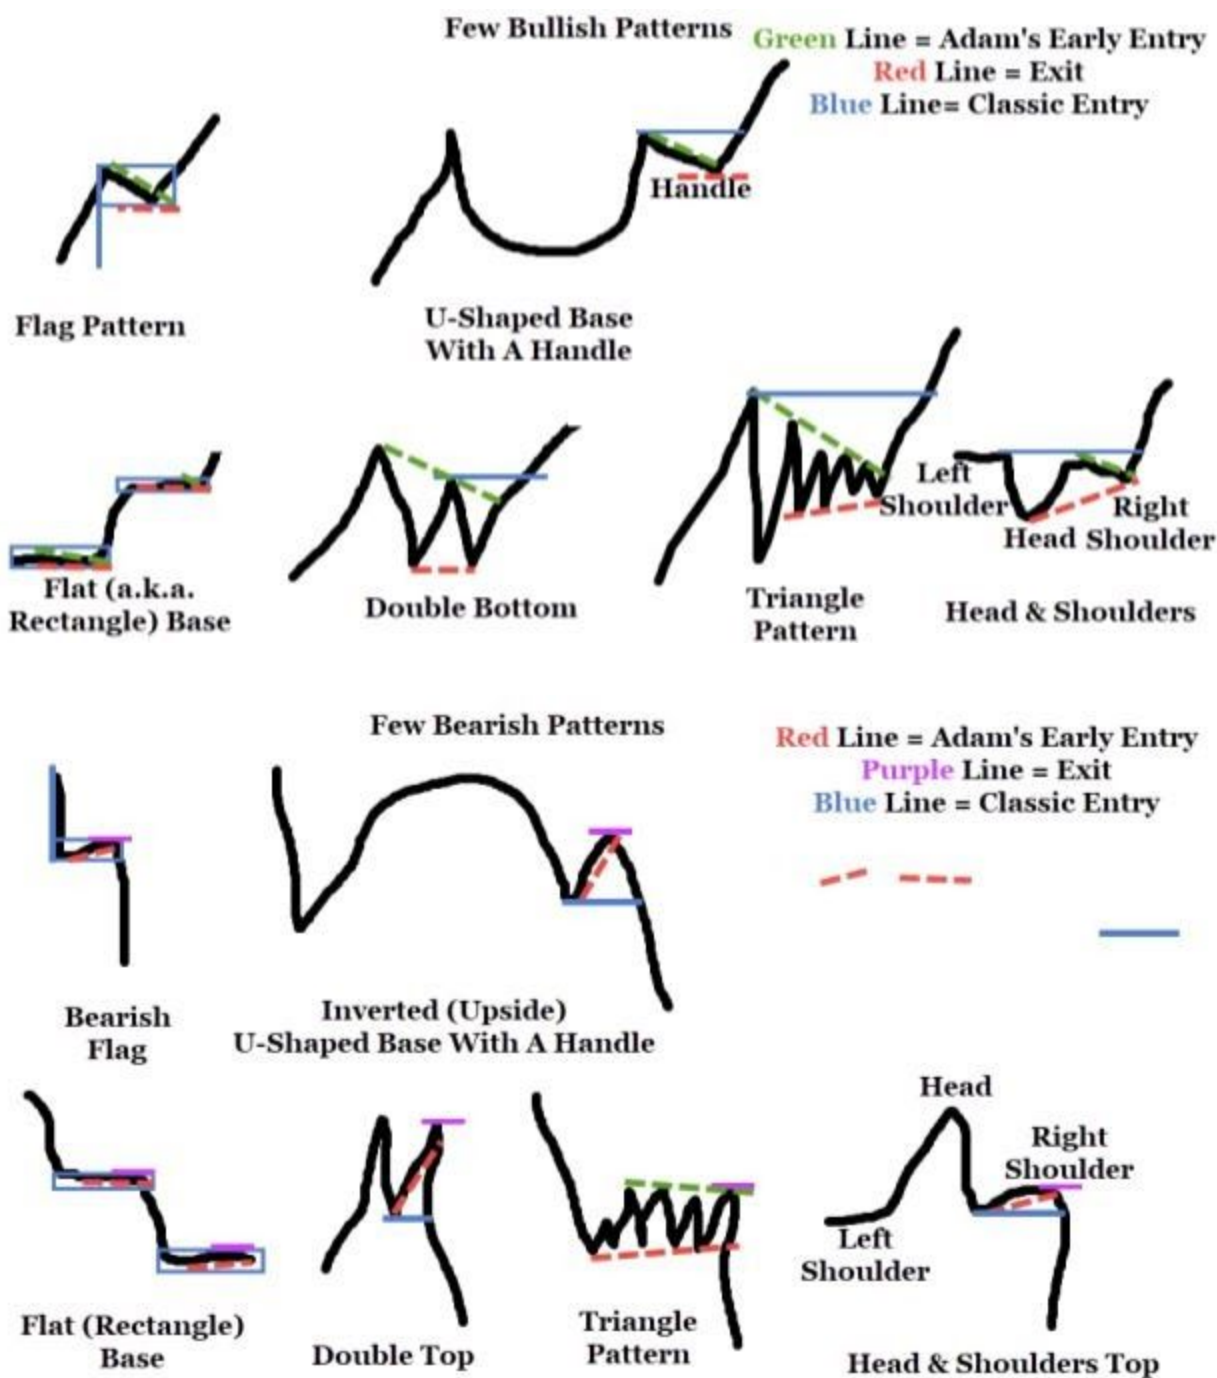 Few Bullish Patterns
Green Line = Adam's Early Entry
Red Line = Exit
Blue Line= Classic Entry
Handle
Flag Pattern
U-Shaped Base
With A Handle
Flat (a.k.a.
Rectangle) Base
Double Bottom
Triangle
Pattern
Left
Shoulder
Head
Right
Shoulder
Head & Shoulders
Few Bearish Patterns
Red Line = Adam's Early Entry
Purple Line = Exit
Blue Line = Classic Entry
Bearish
Flag
Inverted (Upside)
U-Shaped Base With A Handle
Flat (Rectangle)
Base
Double Top
Triangle
Pattern
Head
Right
Shoulder
Left
Shoulder
Head & Shoulders Top